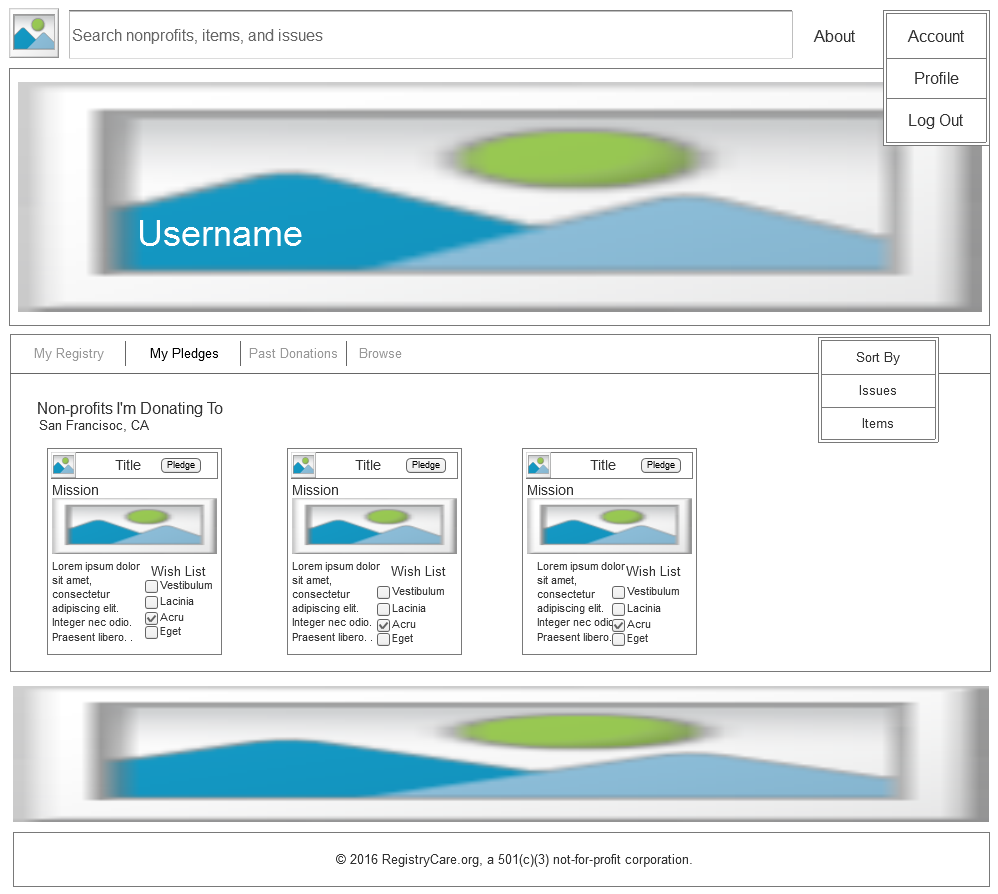 Search nonprofits, items, and issues
About
Account
Profile
Log Out
Username
My Registry
My Pledges
Past Donations
Browse
Sort By
Issues
Items
Non-profits I'm Donating To
San Francisoc, CA
Title
Pledge
Mission
Lorem ipsum dolor
sit amet,
consectetur
adipiscing elit.
Integer nec odio.
Praesent libero. .
Wish List
Vestibulum
Lacinia
Acru
Eget
Title
Pledge
Mission
Lorem ipsum dolor
sit amet,
consectetur
adipiscing elit.
Integer nec odio.
Praesent libero. .
Wish List
Vestibulum
Lacinia
Acru
Eget
Title
Pledge
Mission
Lorem ipsum dolor
sit amet,
consectetur
adipiscing elit.
Integer nec odio
Praesent libero.
Wish List
Vestibulum
Lacinia
Acru
Eget
© 2016 RegistryCare.org, a 501(c)(3) not-for-profit corporation.